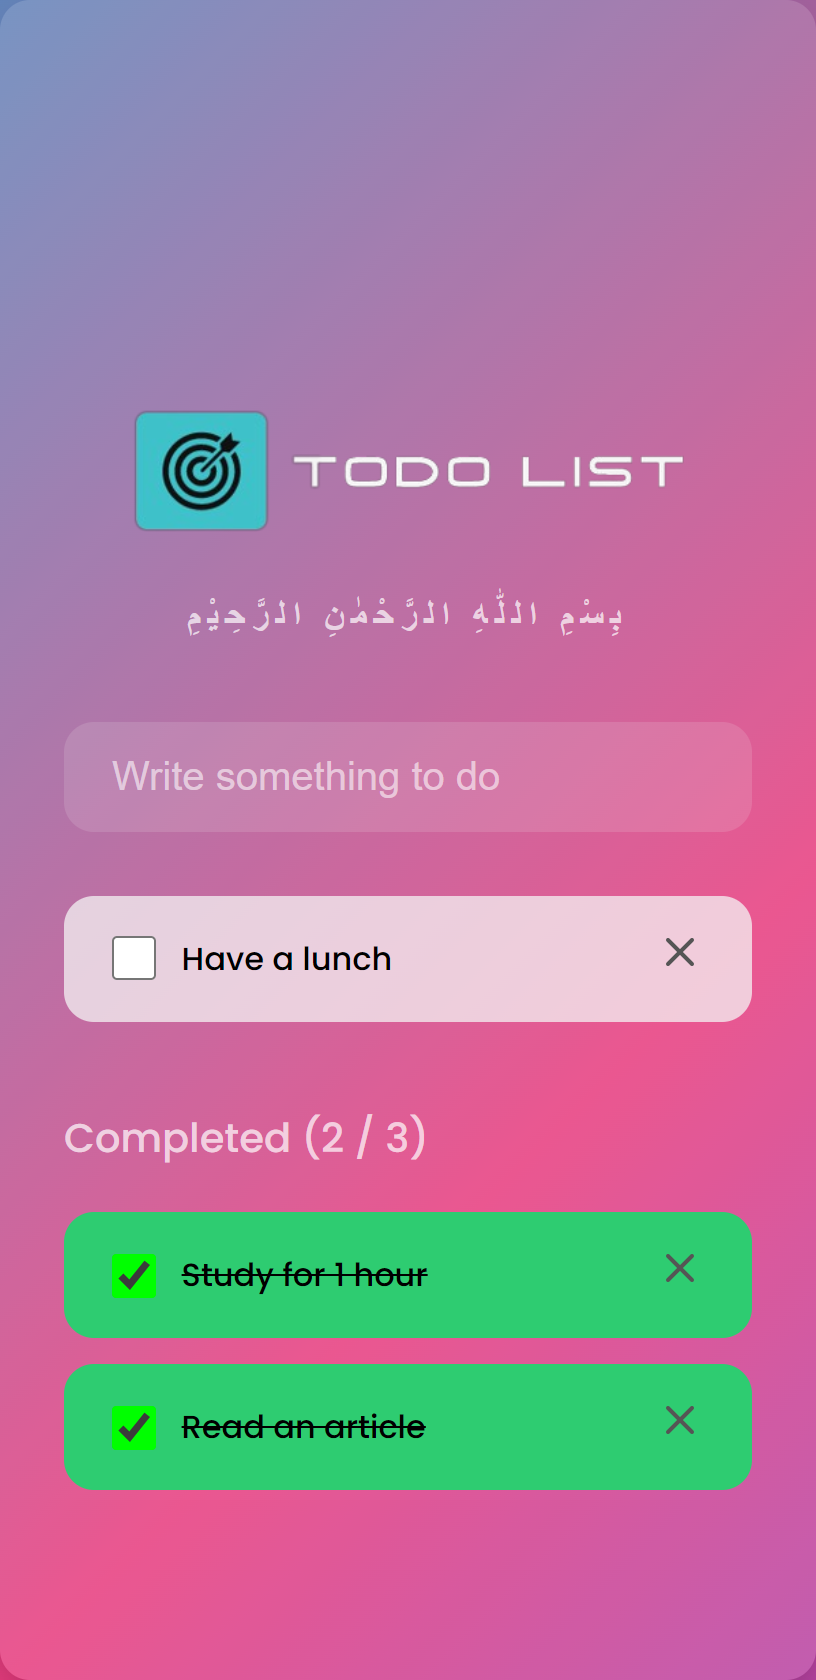 TODO LIST
بِسْمِ اللّٰهِ الرَّحْمٰنِ الرَّحِيْمِ
Write something to do
Have a lunch
Completed (2 / 3)
Study for 1 hour
Read an article